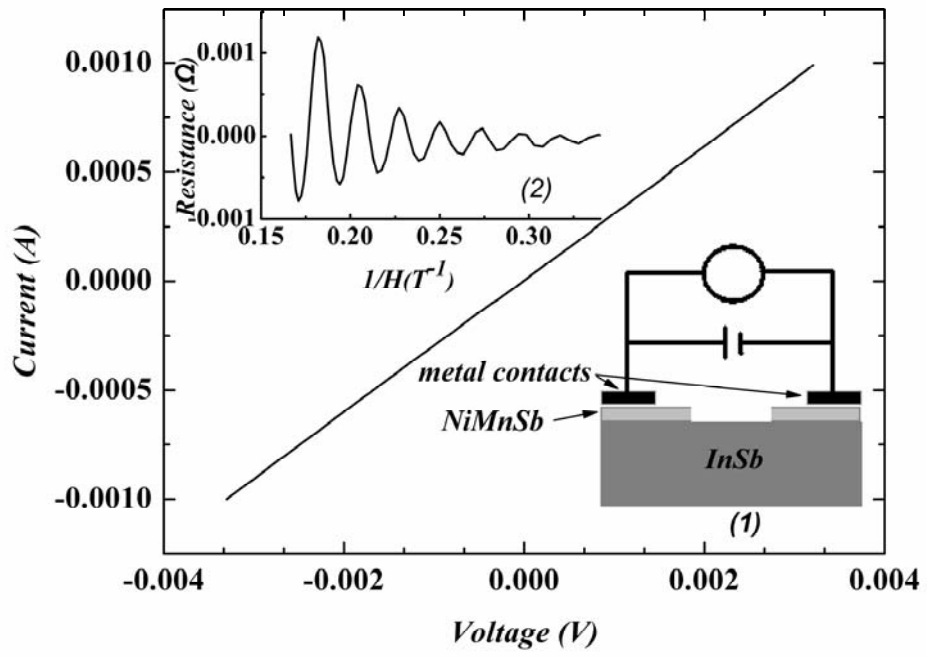 0.0010
0.0005
0.0000
-0.0005
-0.0010
Current (A)
-0.004
-0.002
0.000
0.002
0.004
Voltage (V)
0.001
0.000
-0.001
Resistance (Ω)
0.15
0.20
0.25
0.30
1/H(T⁻¹)
(2)
metal contacts
NiMnSb
InSb
(1)